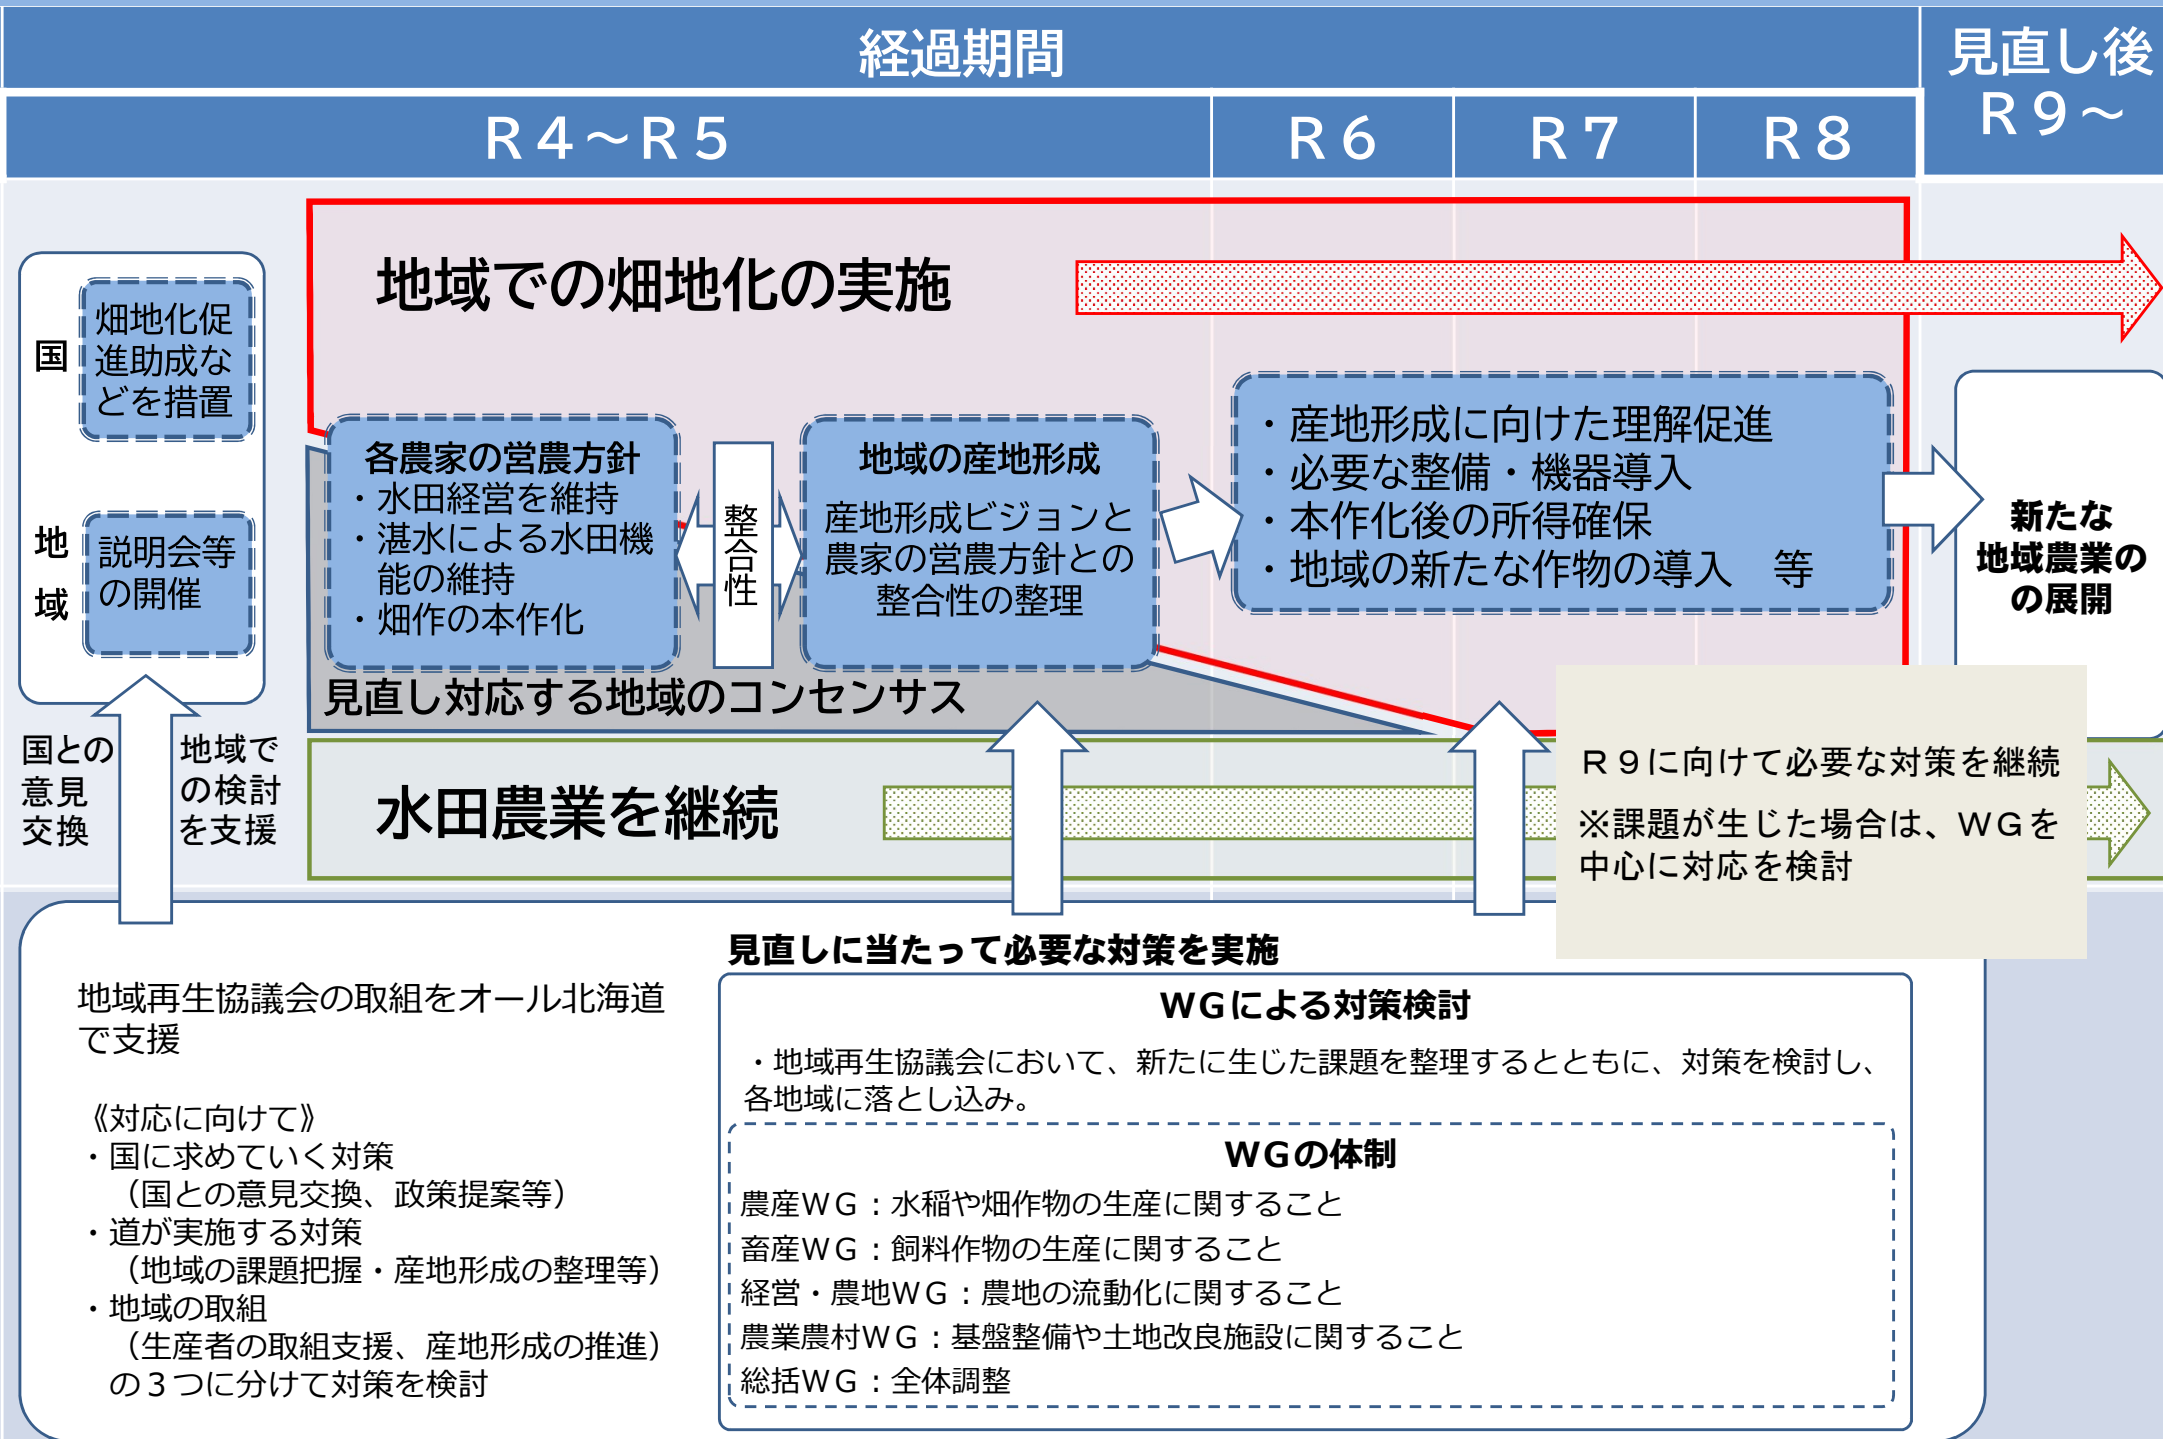 経過期間
見直し後
Ｒ９～
Ｒ４～Ｒ５
Ｒ６
Ｒ７
Ｒ８
国
畑地化促
進助成な
どを措置
地
域
説明会等
の開催
地域での畑地化の実施
各農家の営農方針
・水田経営を維持
・湛水による水田機
能の維持
・畑作の本作化
整合性
地域の産地形成
産地形成ビジョンと
農家の営農方針との
整合性の整理
・産地形成に向けた理解促進
・必要な整備・機器導入
・本作化後の所得確保
・地域の新たな作物の導入　等
新たな
地域農業の
の展開
見直し対応する地域のコンセンサス
国との
意見
交換
地域で
の検討
を支援
水田農業を継続
Ｒ９に向けて必要な対策を継続
※課題が生じた場合は、ＷＧを
中心に対応を検討
地域再生協議会の取組をオール北海道
で支援
《対応に向けて》
・国に求めていく対策
（国との意見交換、政策提案等）
・道が実施する対策
（地域の課題把握・産地形成の整理等）
・地域の取組
（生産者の取組支援、産地形成の推進）
の３つに分けて対策を検討
見直しに当たって必要な対策を実施
ＷＧによる対策検討
・地域再生協議会において、新たに生じた課題を整理するとともに、対策を検討し、
各地域に落とし込み。
ＷＧの体制
農産ＷＧ：水稲や畑作物の生産に関すること
畜産ＷＧ：飼料作物の生産に関すること
経営・農地ＷＧ：農地の流動化に関すること
農業農村ＷＧ：基盤整備や土地改良施設に関すること
総括ＷＧ：全体調整